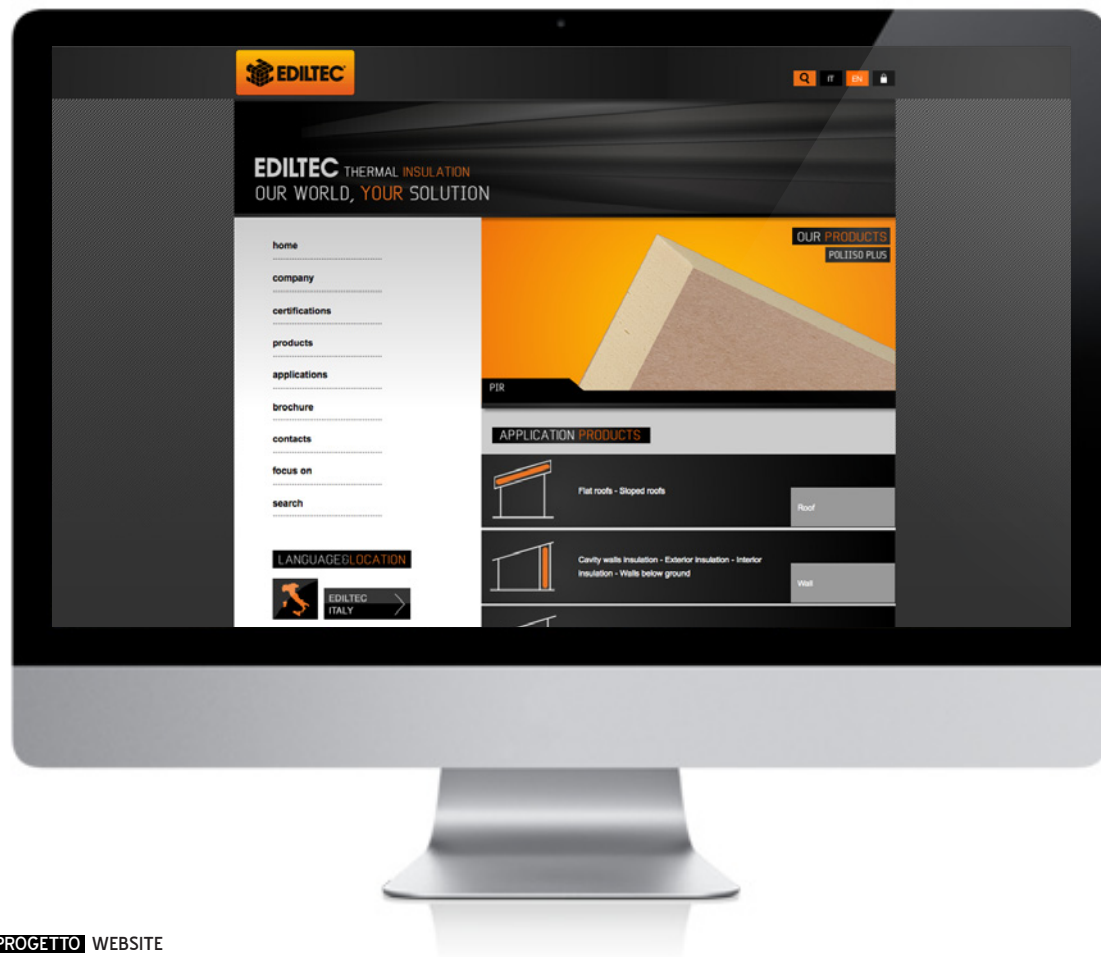 EDILTEC
IT EN
EDILTEC THERMAL INSULATION
OUR WORLD, YOUR SOLUTION
home
company
certifications
products
applications
brochure
contacts
focus on
search
LANGUAGE&LOCATION
EDILTEC
ITALY
OUR PRODUCTS
POLIISO PLUS
PIR
APPLICATION PRODUCTS
Flat roofs - Sloped roofs
Roof
Cavity walls insulation - Exterior insulation - Interior
insulation - Walls below ground
Wall
PROGETTO WEBSITE